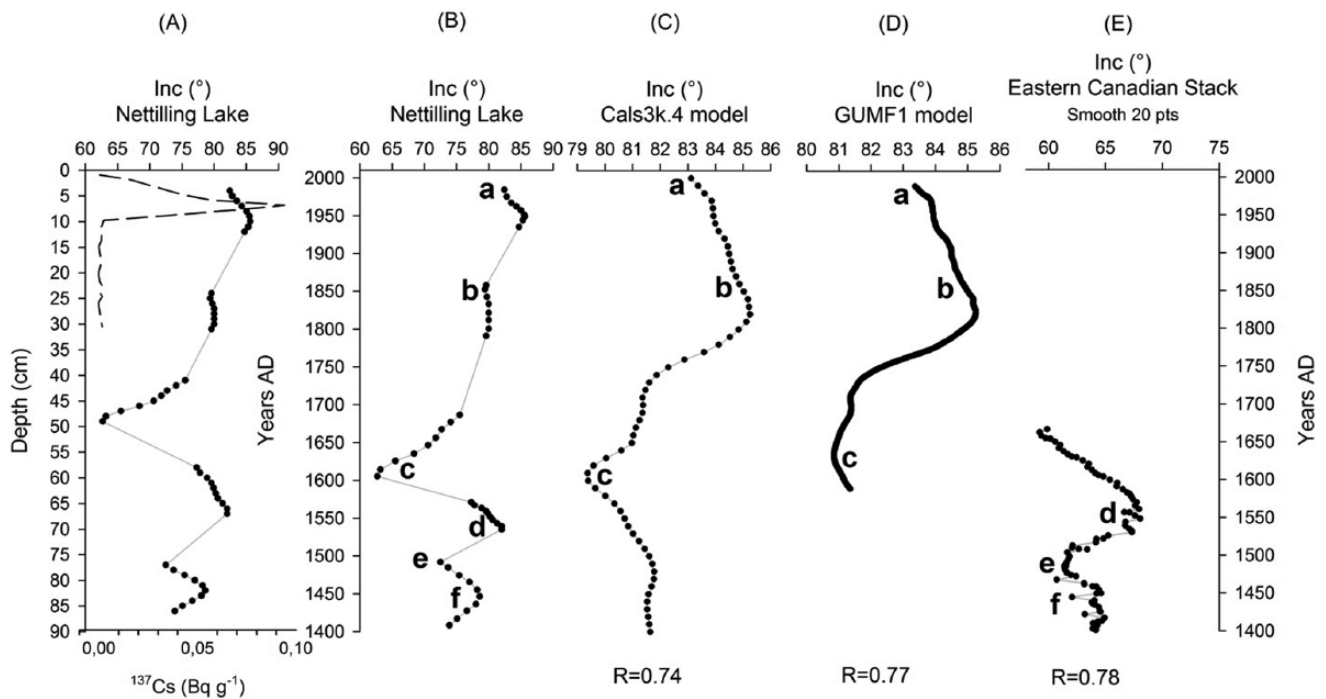 (A)
(B)
(C)
(D)
(E)
Inc (°)
Nettilling Lake
Inc (°)
Nettilling Lake
Inc (°)
Cals3k.4 model
Inc (°)
GUMF1 model
Inc (°)
Eastern Canadian Stack
Smooth 20 pts
60 65 70 75 80 85 90
60 65 70 75 80 85 90
79 80 81 82 83 84 85 86
80 81 82 83 84 85 86
60 65 70 75
0
5
10
15
20
25
30
35
40
45
50
55
60
65
70
75
80
85
90
Depth (cm)
0,00 0,05 0,10
¹³⁷Cs (Bq g⁻¹)
2000
1950
1900
1850
1800
1750
1700
1650
1600
1550
1500
1450
1400
Years AD
a
b
c
d
e
f
a
b
c
R=0.74
a
b
c
R=0.77
d
e
f
R=0.78
2000
1950
1900
1850
1800
1750
1700
1650
1600
1550
1500
1450
1400
Years AD